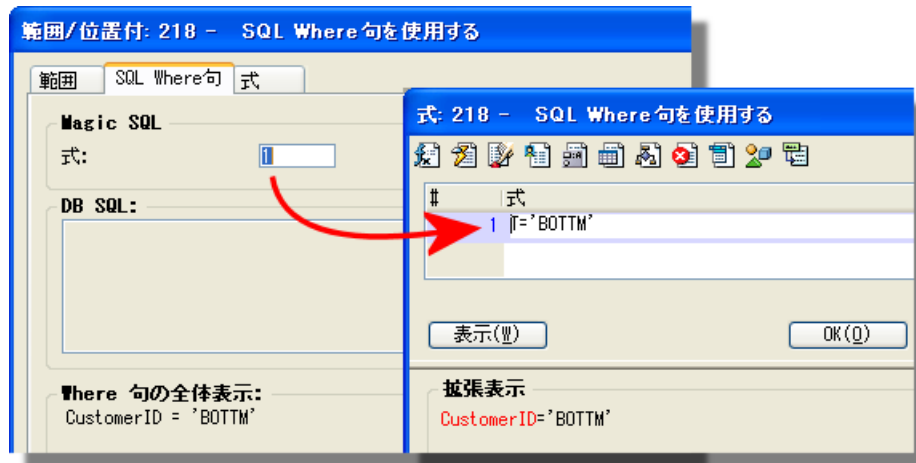 範囲/位置付: 218 - SQL Where句を使用する
範囲 SQL Where句 式
Magic SQL
式: 1
DB SQL:
Where 句の全体表示:
CustomerID = 'BOTTM'
式: 218 - SQL Where句を使用する
# 式
1 T='BOTTM'
表示(W) OK(O)
拡張表示
CustomerID='BOTTM'